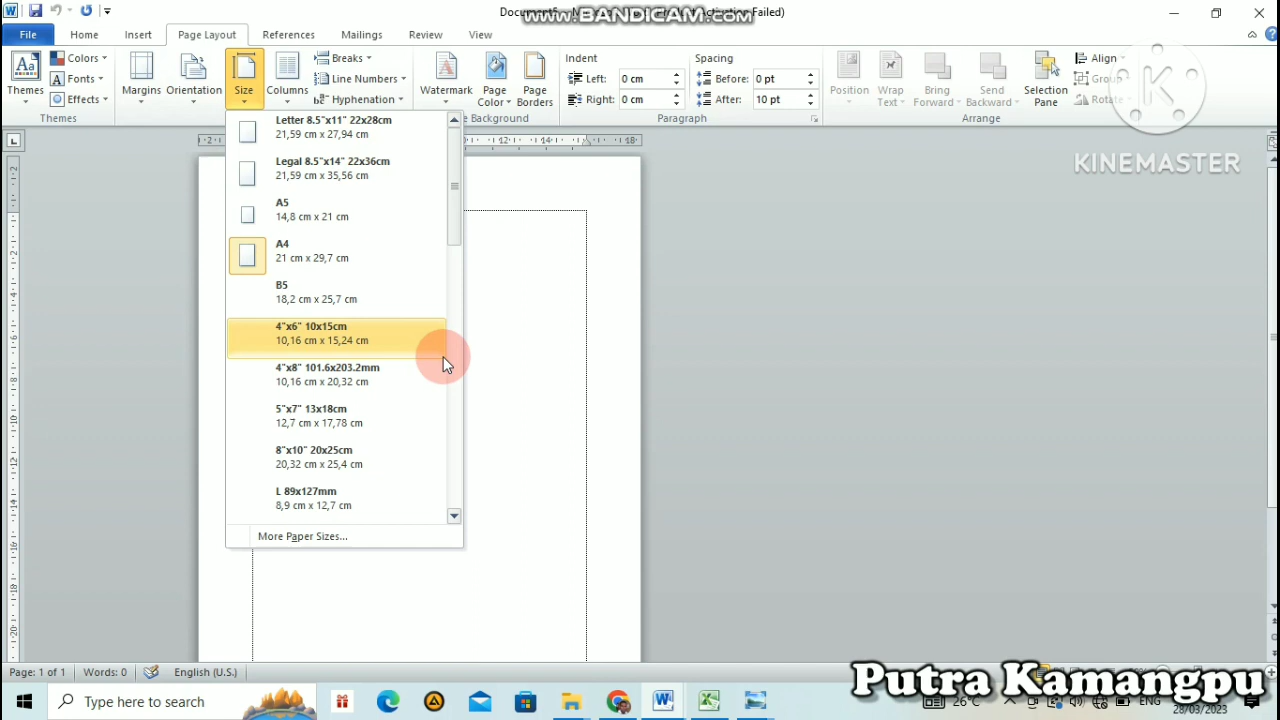 www.BANDICAM.com
Activation Failed)
File
Home
Insert
Page Layout
References
Mailings
Review
View
Themes
Colors
Fonts
Effects
Themes
Margins
Orientation
Size
Columns
Breaks
Line Numbers
Hyphenation
Watermark
Page Color
Page Borders
Background
Indent
Left: 0 cm
Right: 0 cm
Spacing
Before: 0 pt
After: 10 pt
Paragraph
Position
Wrap Text
Bring Forward
Send Backward
Selection Pane
Align
Group
Rotate
Arrange
K
KINEMASTER
Letter 8.5"x11" 22x28cm
21,59 cm x 27,94 cm
Legal 8.5"x14" 22x36cm
21,59 cm x 35,56 cm
A5
14,8 cm x 21 cm
A4
21 cm x 29,7 cm
B5
18,2 cm x 25,7 cm
4"x6" 10x15cm
10,16 cm x 15,24 cm
4"x8" 101.6x203.2mm
10,16 cm x 20,32 cm
5"x7" 13x18cm
12,7 cm x 17,78 cm
8"x10" 20x25cm
20,32 cm x 25,4 cm
L 89x127mm
8,9 cm x 12,7 cm
More Paper Sizes...
Page: 1 of 1
Words: 0
English (U.S.)
Putra Kamangpu
Type here to search
26°C
ENG
28/03/2023